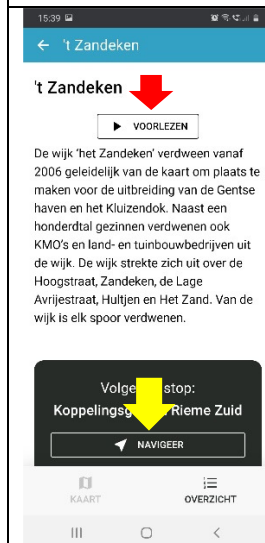 15:39
't Zandeken
't Zandeken
VOORLEZEN
De wijk 'het Zandeken' verdween vanaf
2006 geleidelijk van de kaart om plaats te
maken voor de uitbreiding van de Gentse
haven en het Kluizendok. Naast een
honderdtal gezinnen verdwenen ook
KMO's en land- en tuinbouwbedrijven uit
de wijk. De wijk strekte zich uit over de
Hoogstraat, Zandeken, de Lage
Avrijestraat, Hultjen en Het Zand. Van de
wijk is elk spoor verdwenen.
Volge stop:
Koppelingsg Rieme Zuid
NAVIGEER
KAART
OVERZICHT